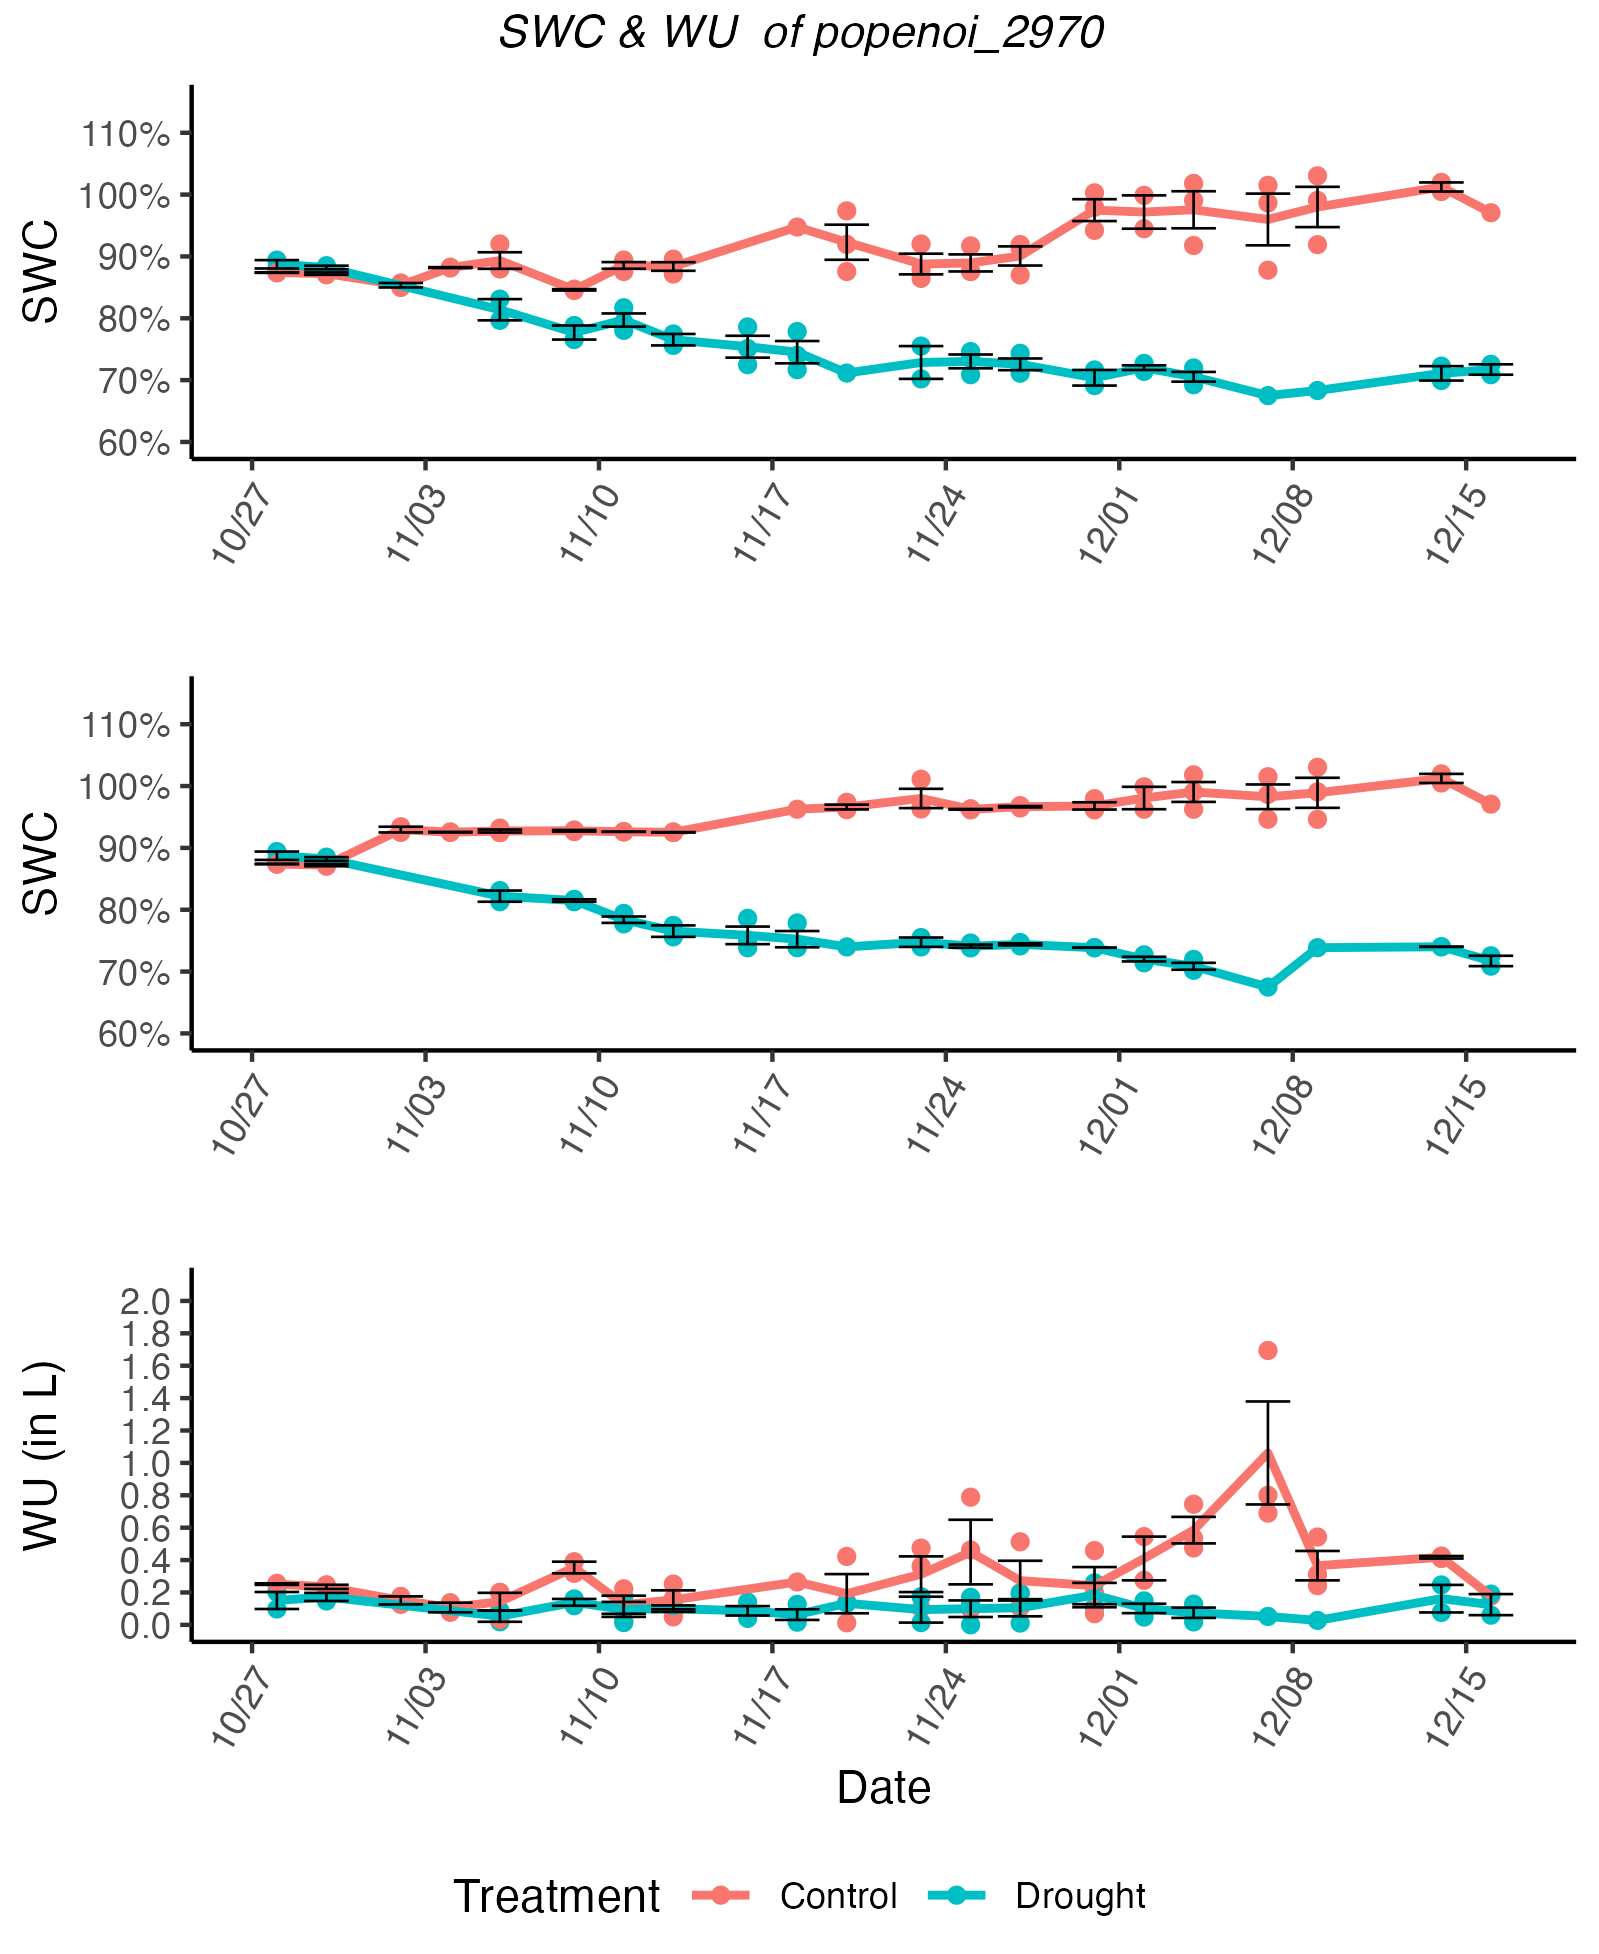 SWC & WU of popenoi_2970
SWC
110%
100%
90%
80%
70%
60%
10/27 11/03 11/10 11/17 11/24 12/01 12/08 12/15
SWC
110%
100%
90%
80%
70%
60%
10/27 11/03 11/10 11/17 11/24 12/01 12/08 12/15
WU (in L)
2.0
1.8
1.6
1.4
1.2
1.0
0.8
0.6
0.4
0.2
0.0
10/27 11/03 11/10 11/17 11/24 12/01 12/08 12/15
Date
Treatment Control Drought